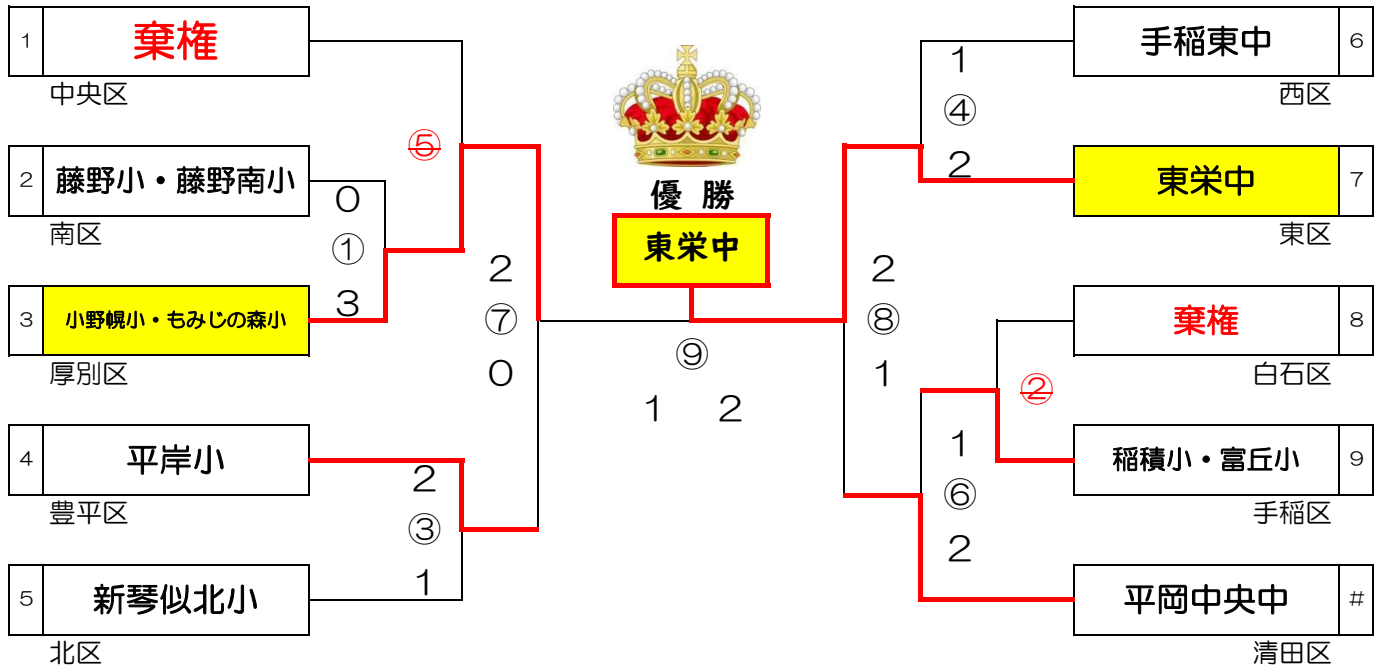 1 棄権
中央区
2 藤野小・藤野南小
南区
3 小野幌小・もみじの森小
厚別区
4 平岸小
豊平区
5 新琴似北小
北区
⑤
0
①
3
2
③
1
2
⑦
0
優 勝
東栄中
⑨
1 2
2
⑧
1
1
④
2
②
1
⑥
2
手稲東中 6
西区
東栄中 7
東区
棄権 8
白石区
稲積小・富丘小 9
手稲区
平岡中央中 #
清田区